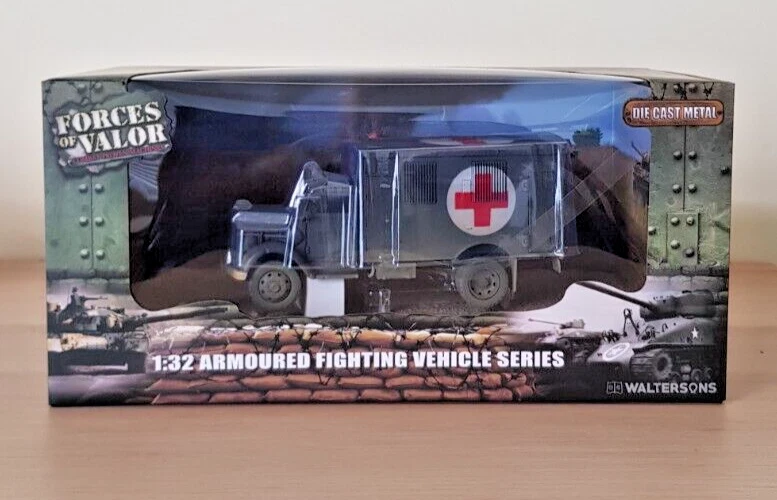 FORCES
OF VALOR
DIE CAST METAL
1:32 ARMOURED FIGHTING VEHICLE SERIES
WALTERSONS